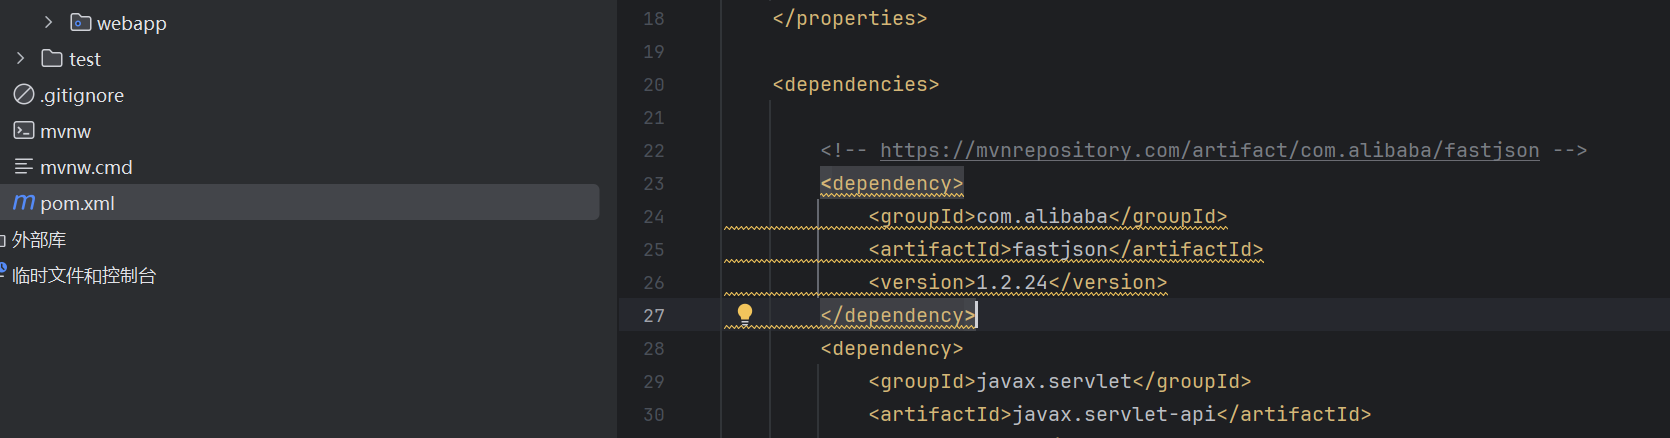 webapp
test
.gitignore
mvnw
mvnw.cmd
pom.xml
外部库
临时文件和控制台
18 </properties>
19
20 <dependencies>
21
22 <!-- https://mvnrepository.com/artifact/com.alibaba/fastjson -->
23 <dependency>
24 <groupId>com.alibaba</groupId>
25 <artifactId>fastjson</artifactId>
26 <version>1.2.24</version>
27 </dependency>
28 <dependency>
29 <groupId>javax.servlet</groupId>
30 <artifactId>javax.servlet-api</artifactId>